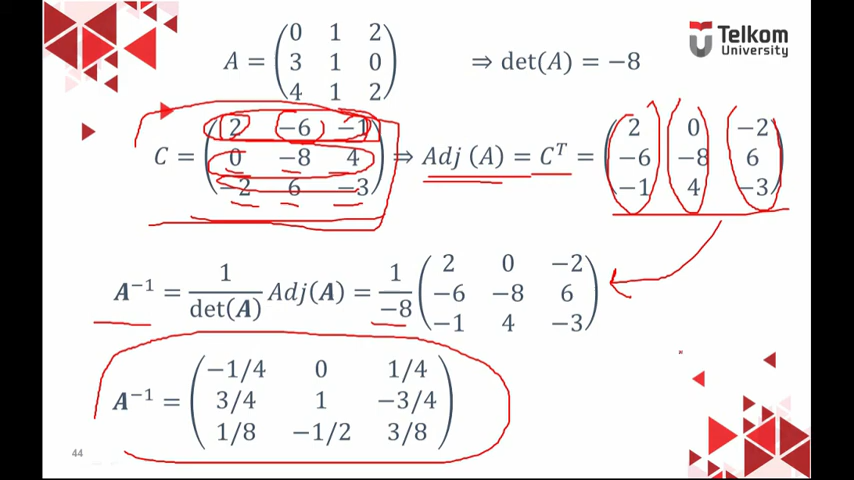 A = (0 1 2
3 1 0
4 1 2)
⇒ det(A) = −8
Telkom
University
C = (2 −6 −1
0 −8 4
−2 6 −3)
⇒ Adj (A) = Cᵀ = (2 0 −2
−6 −8 6
−1 4 −3)
A⁻¹ = 1/det(A) Adj(A) = 1/−8 (2 0 −2
−6 −8 6
−1 4 −3)
A⁻¹ = (−1/4 0 1/4
3/4 1 −3/4
1/8 −1/2 3/8)
44